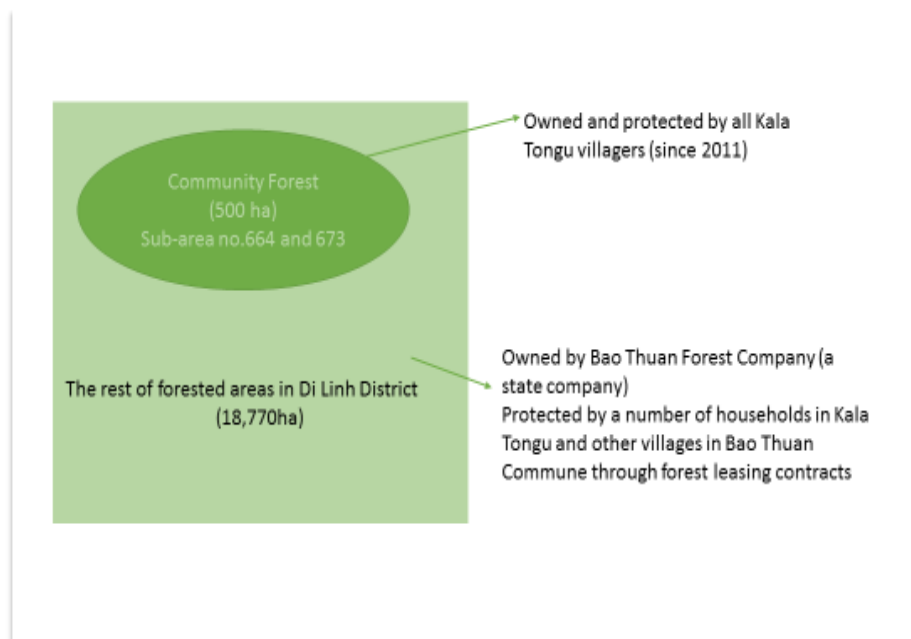 Community Forest
(500 ha)
Sub-area no.664 and 673
Owned and protected by all Kala
Tongu villagers (since 2011)
The rest of forested areas in Di Linh District
(18,770ha)
Owned by Bao Thuan Forest Company (a
state company)
Protected by a number of households in Kala
Tongu and other villages in Bao Thuan
Commune through forest leasing contracts